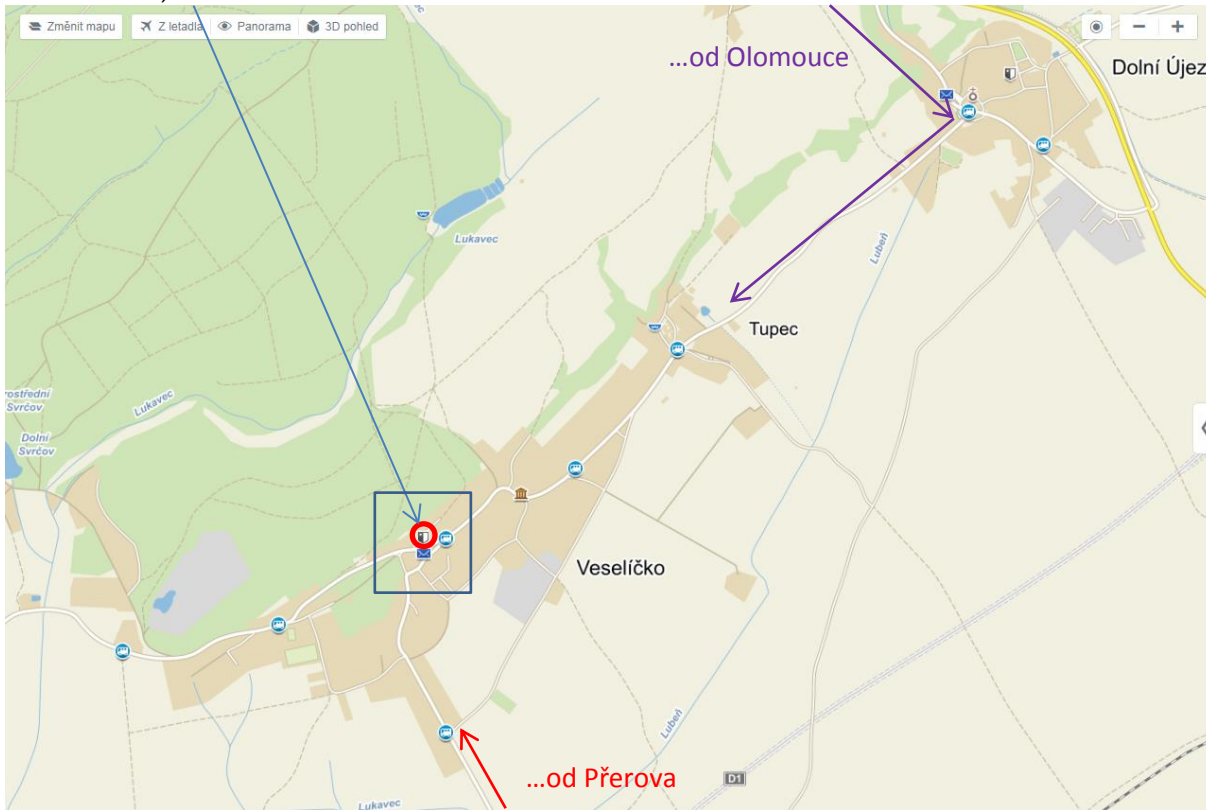 Změnit mapu
Z letadla
Panorama
3D pohled
...od Olomouce
Dolní Újez
Lukavec
Lubeň
Tupec
rostřední
Svrčov
Lukavec
Dolní
Svrčov
Veselíčko
Lubeň
...od Přerova
D1
Lukavec